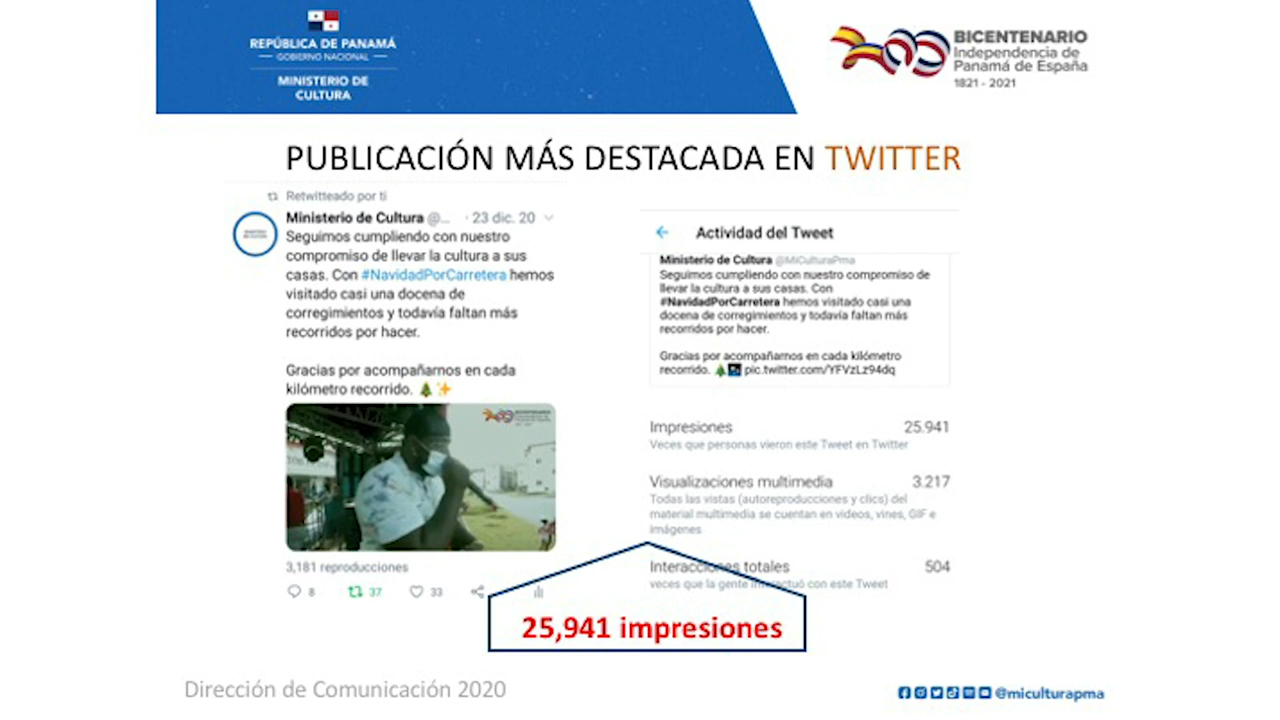 REPÚBLICA DE PANAMÁ
GOBIERNO NACIONAL
MINISTERIO DE
CULTURA
BICENTENARIO
Independencia de
Panamá de España
1821 - 2021
PUBLICACIÓN MÁS DESTACADA EN TWITTER
Retwitteado por ti
Ministerio de Cultura @... · 23 dic. 20
Seguimos cumpliendo con nuestro
compromiso de llevar la cultura a sus
casas. Con #NavidadPorCarretera hemos
visitado casi una docena de
corregimientos y todavía faltan más
recorridos por hacer.
Gracias por acompañarnos en cada
kilómetro recorrido. 🎄✨
BICENTENARIO
3,181 reproducciones
8 37 33
Actividad del Tweet
Ministerio de Cultura @MiCulturaPma
Seguimos cumpliendo con nuestro compromiso de
llevar la cultura a sus casas. Con
#NavidadPorCarretera hemos visitado casi una
docena de corregimientos y todavía faltan más
recorridos por hacer.
Gracias por acompañarnos en cada kilómetro
recorrido. 🎄 pic.twitter.com/YFVzLz94dq
Impresiones 25.941
Veces que personas vieron este Tweet en Twitter
Visualizaciones multimedia 3.217
Todas las vistas (autoreproducciones y clics) del
material multimedia se cuentan en videos, vines, GIF e
imágenes
Interacciones totales 504
veces que la gente interactuó con este Tweet
25,941 impresiones
Dirección de Comunicación 2020
@miculturapma